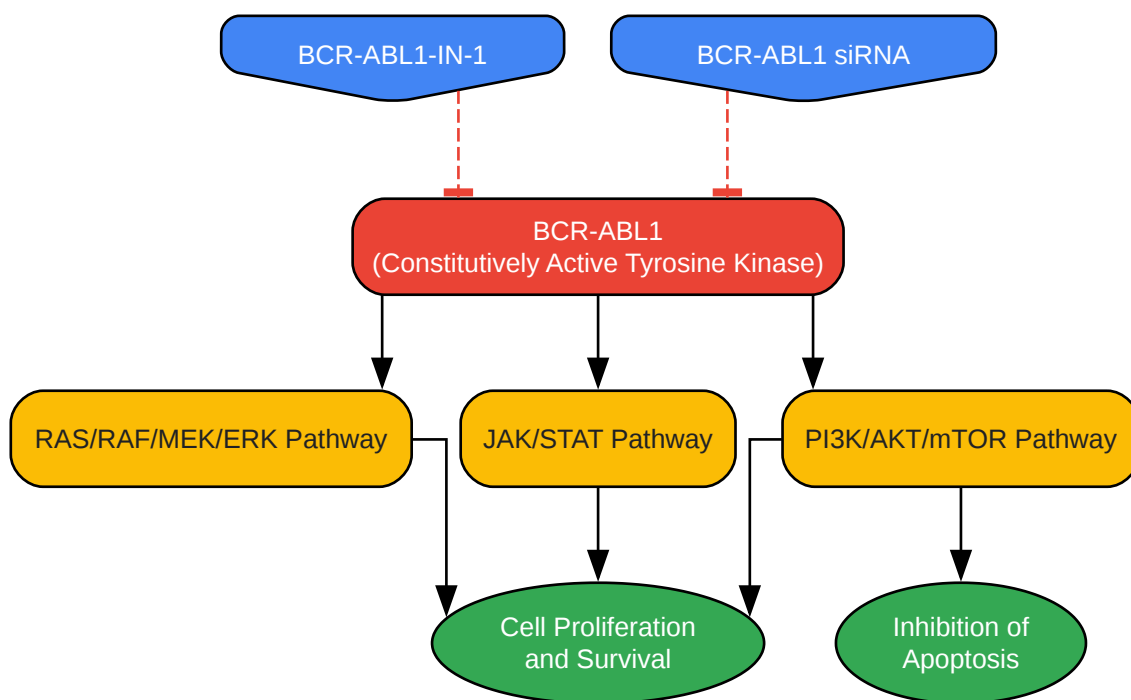 BCR-ABL1-IN-1
BCR-ABL1 siRNA
BCR-ABL1
(Constitutively Active Tyrosine Kinase)
RAS/RAF/MEK/ERK Pathway
JAK/STAT Pathway
PI3K/AKT/mTOR Pathway
Cell Proliferation
and Survival
Inhibition of
Apoptosis